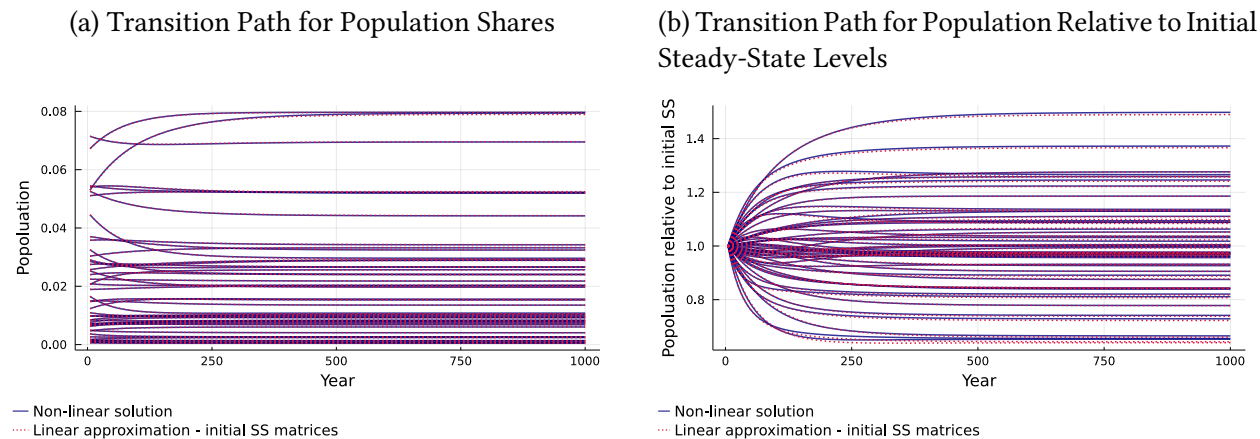 (a) Transition Path for Population Shares
0.08
0.06
0.04
0.02
0.00
Popoluation
0
250
500
750
1000
Year
— Non-linear solution
Linear approximation - initial SS matrices
(b) Transition Path for Population Relative to Initial
Steady-State Levels
1.4
1.2
1.0
0.8
Popoluation relative to initial SS
0
250
500
750
1000
Year
— Non-linear solution
Linear approximation - initial SS matrices